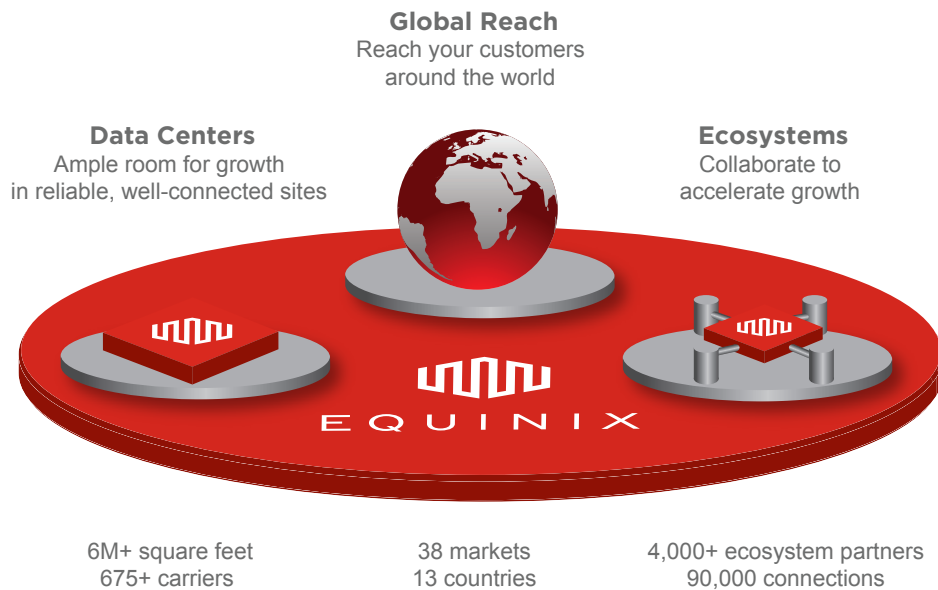 Global Reach
Reach your customers
around the world
Data Centers
Ample room for growth
in reliable, well-connected sites
Ecosystems
Collaborate to
accelerate growth
EQUINIX
6M+ square feet
675+ carriers
38 markets
13 countries
4,000+ ecosystem partners
90,000 connections